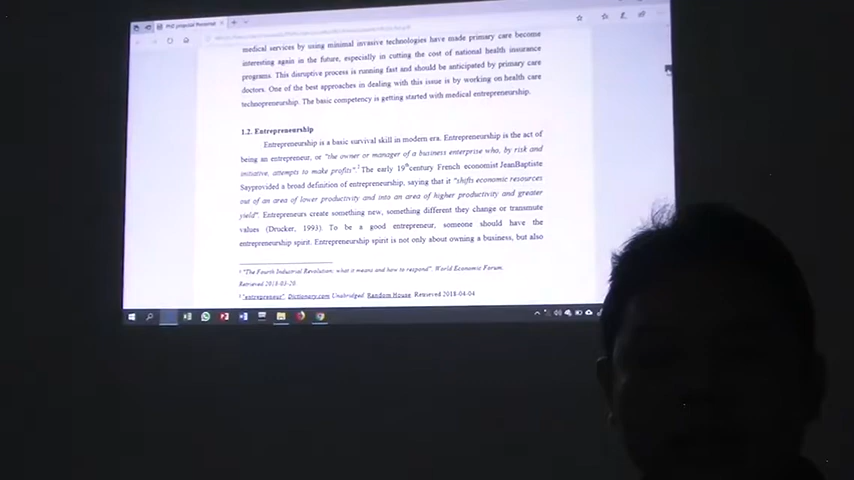 PhD proposal Personal
medical services by using minimal invasive technologies have made primary care become
interesting again in the future, especially in cutting the cost of national health insurance
programs. This disruptive process is running fast and should be anticipated by primary care
doctors. One of the best approaches in dealing with this issue is by working on health care
technopreneurship. The basic competency is getting started with medical entrepreneurship.
1.2. Entrepreneurship
Entrepreneurship is a basic survival skill in modern era. Entrepreneurship is the act of
being an entrepreneur, or "the owner or manager of a business enterprise who, by risk and
initiative, attempts to make profits". The early 19th century French economist JeanBaptiste
Sayprovided a broad definition of entrepreneurship, saying that it "shifts economic resources
out of an area of lower productivity and into an area of higher productivity and greater
yield". Entrepreneurs create something new, something different they change or transmute
values (Drucker, 1993). To be a good entrepreneur, someone should have the
entrepreneurship spirit. Entrepreneurship spirit is not only about owning a business, but also
"The Fourth Industrial Revolution, what it means and how to respond". World Economic Forum.
Retrieved 2018-03-20.
"entrepreneur". Dictionary.com Unabridged. Random House. Retrieved 2018-04-04